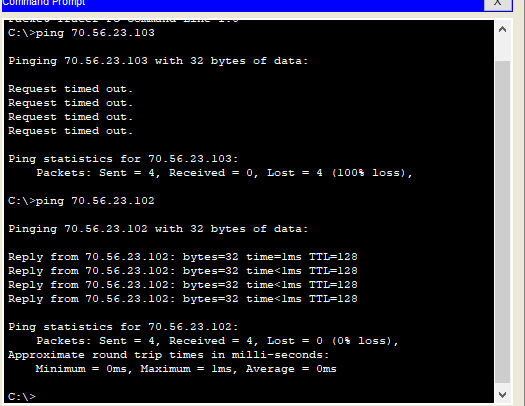 Command Prompt
X
Packet Tracer PC Command Line 1.0
C:\>ping 70.56.23.103
Pinging 70.56.23.103 with 32 bytes of data:
Request timed out.
Request timed out.
Request timed out.
Request timed out.
Ping statistics for 70.56.23.103:
    Packets: Sent = 4, Received = 0, Lost = 4 (100% loss),
C:\>ping 70.56.23.102
Pinging 70.56.23.102 with 32 bytes of data:
Reply from 70.56.23.102: bytes=32 time=1ms TTL=128
Reply from 70.56.23.102: bytes=32 time<1ms TTL=128
Reply from 70.56.23.102: bytes=32 time<1ms TTL=128
Reply from 70.56.23.102: bytes=32 time<1ms TTL=128
Ping statistics for 70.56.23.102:
    Packets: Sent = 4, Received = 4, Lost = 0 (0% loss),
Approximate round trip times in milli-seconds:
    Minimum = 0ms, Maximum = 1ms, Average = 0ms
C:\>